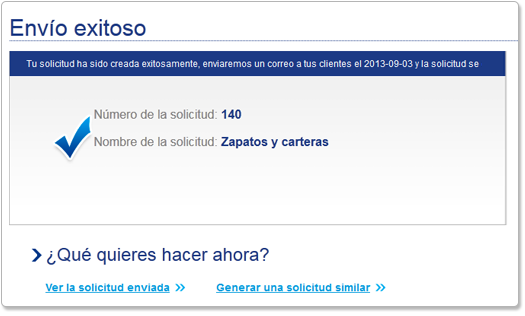 Envío exitoso
Tu solicitud ha sido creada exitosamente, enviaremos un correo a tus clientes el 2013-09-03 y la solicitud se
Número de la solicitud: 140
Nombre de la solicitud: Zapatos y carteras
¿Qué quieres hacer ahora?
Ver la solicitud enviada Generar una solicitud similar